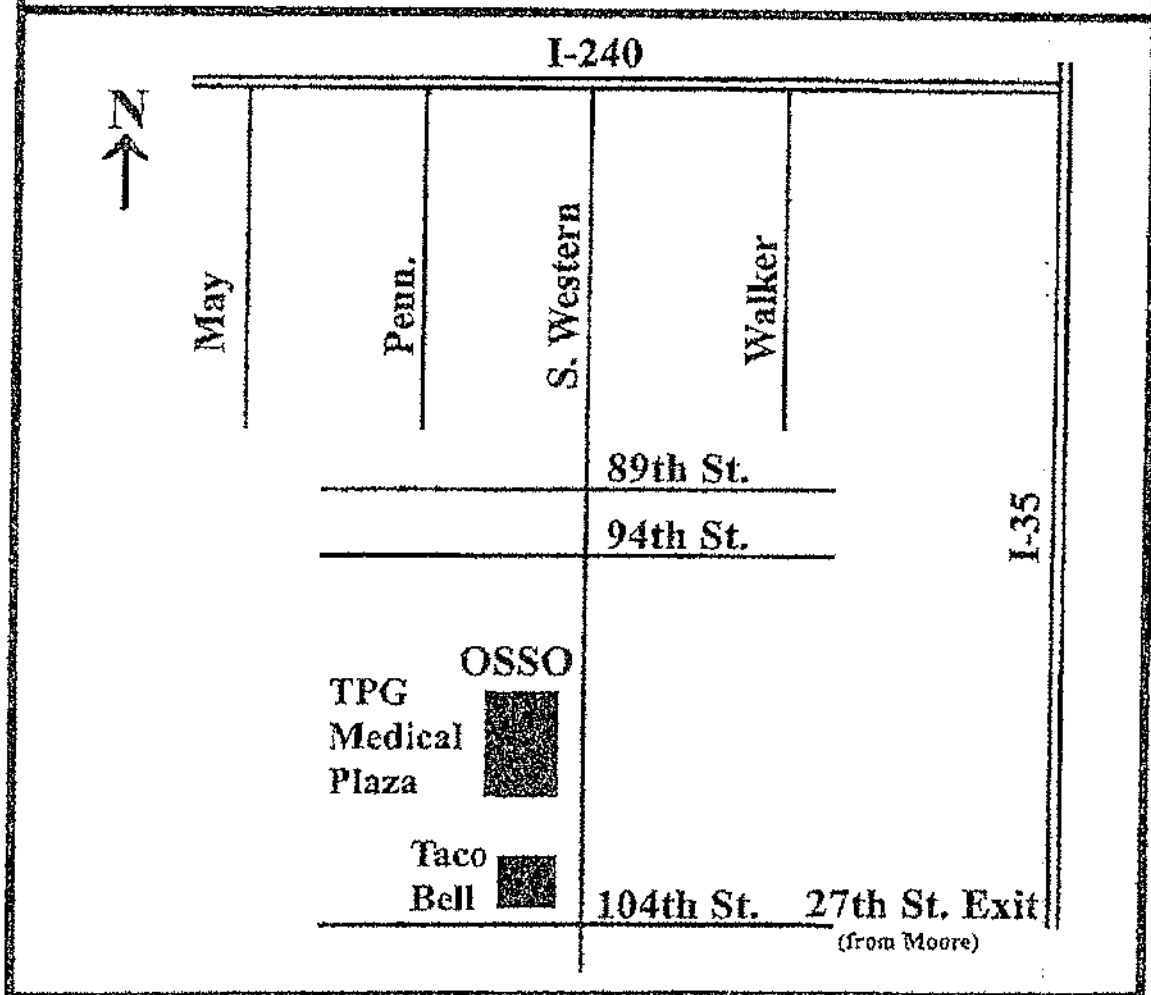 I-240
N
May
Penn.
S. Western
Walker
89th St.
94th St.
I-35
OSSO
TPG
Medical
Plaza
Taco
Bell
104th St.
27th St. Exit
(from Moore)